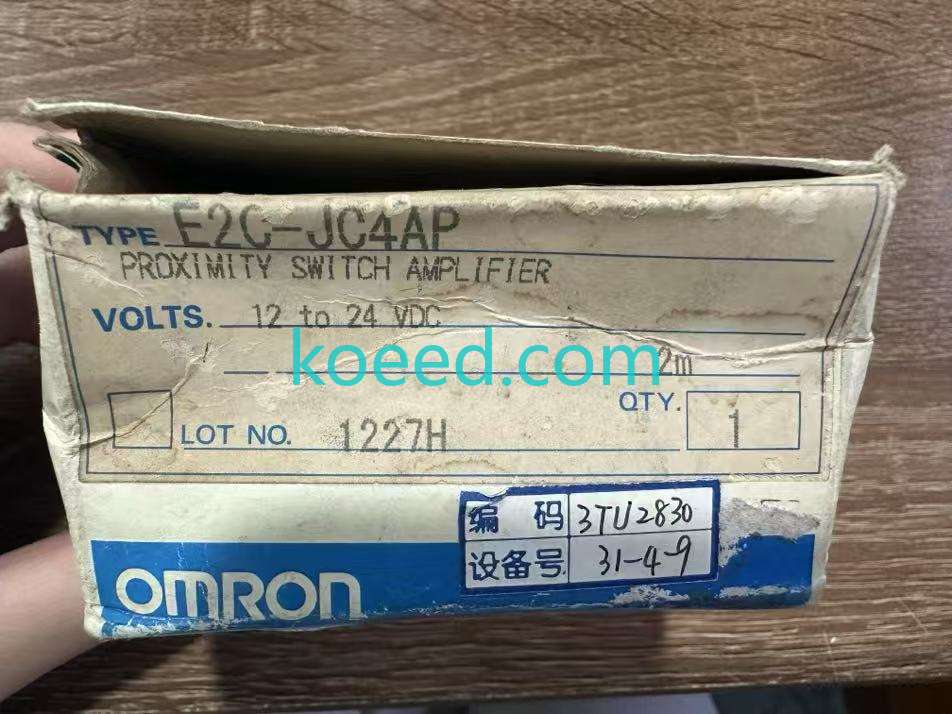 TYPE E2C-JC4AP
PROXIMITY SWITCH AMPLIFIER
VOLTS. 12 to 24 VDC
koeed.com
2m
QTY. 1
LOT NO. 1227H
编码 3TU2830
设备号 31-4-9
OMRON